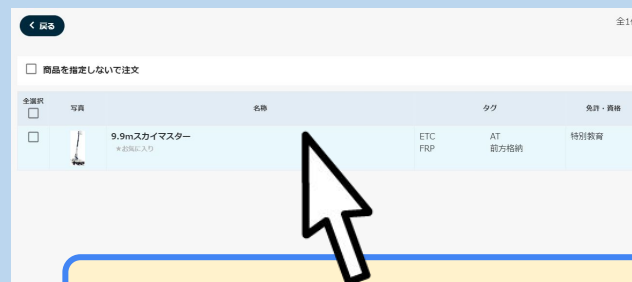 戻る
全1
商品を指定しないで注文
全選択 写真 名称 タグ 免許・資格
9.9mスカイマスター ETC AT 特別教育
★お気に入り FRP 前方格納